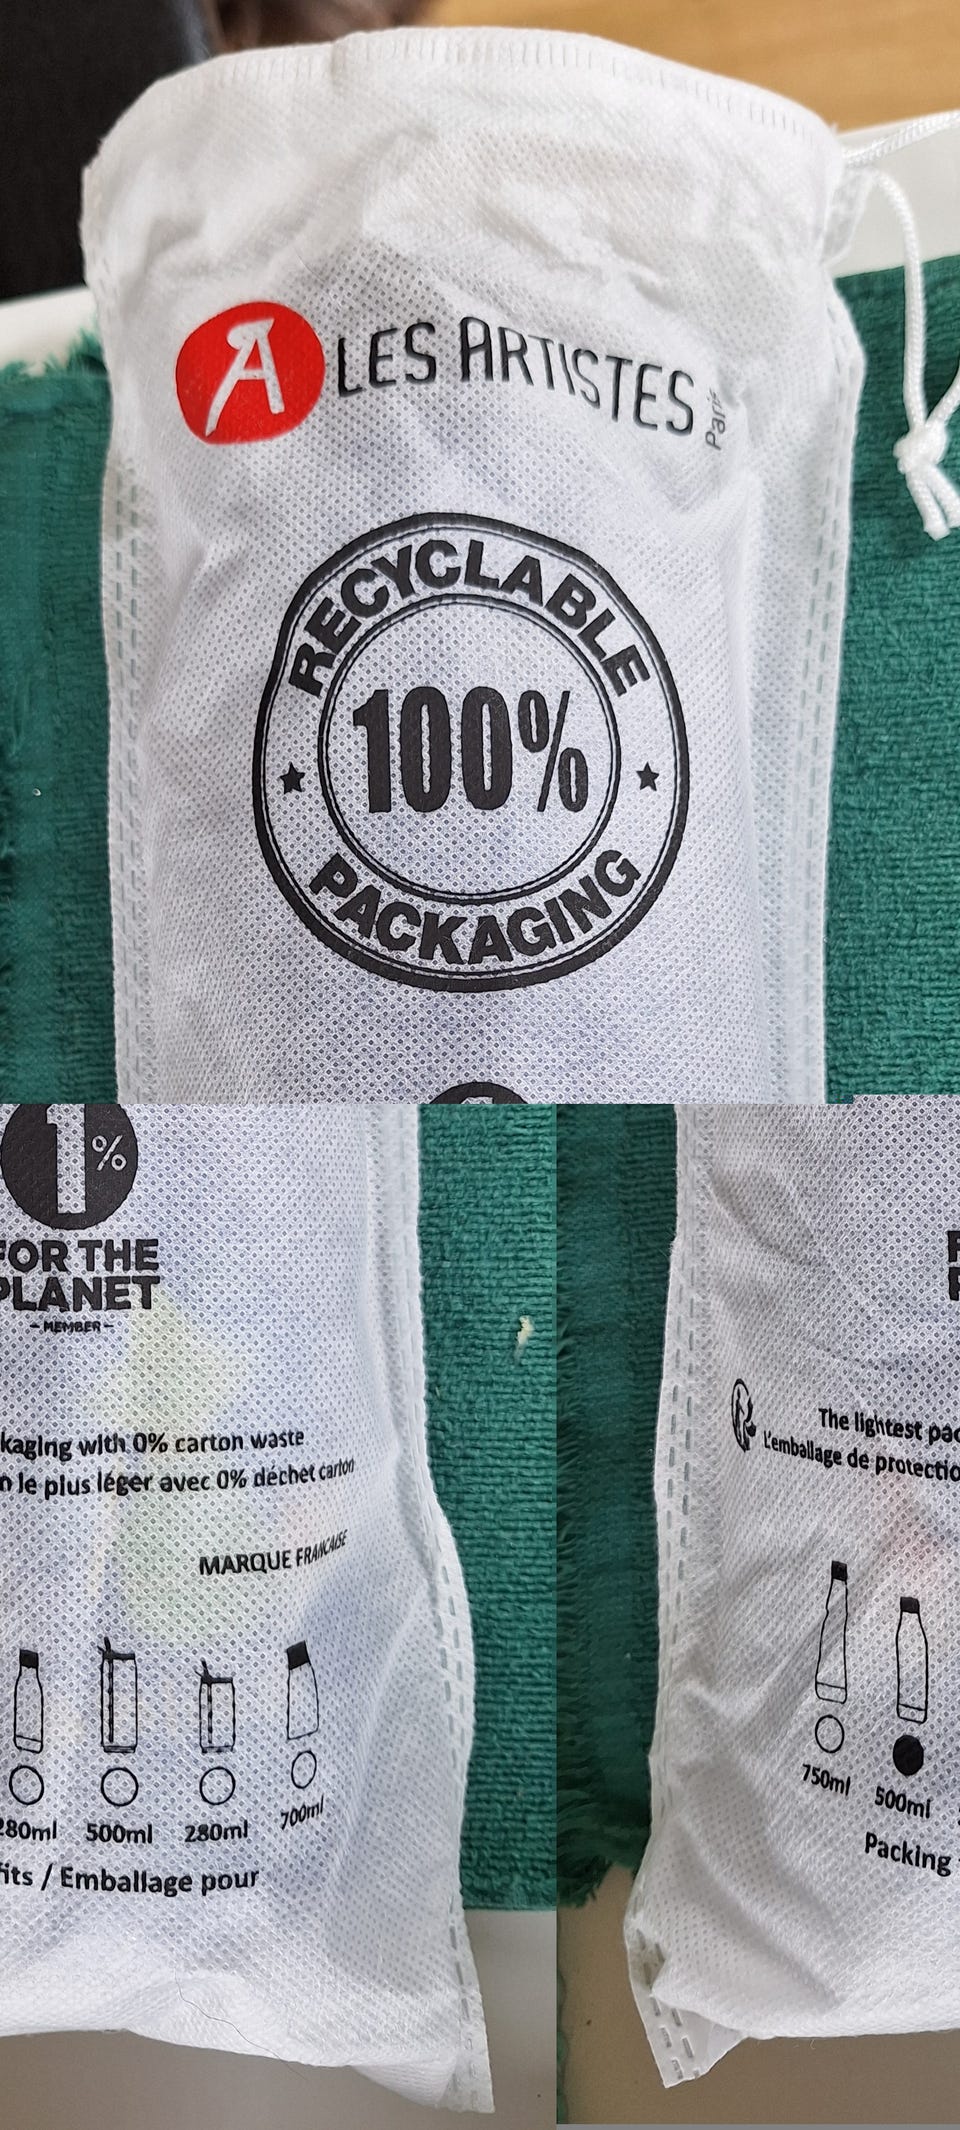 A LES ARTISTES Paris
RECYCLABLE
100%
PACKAGING
1%
FOR THE
PLANET
- MEMBER -
kaging with 0% carton waste
n le plus léger avec 0% déchet carton
MARQUE FRANCAISE
280ml 500ml 280ml 700ml
fits / Emballage pour
The lightest pac
L'emballage de protectio
750ml 500ml
Packing